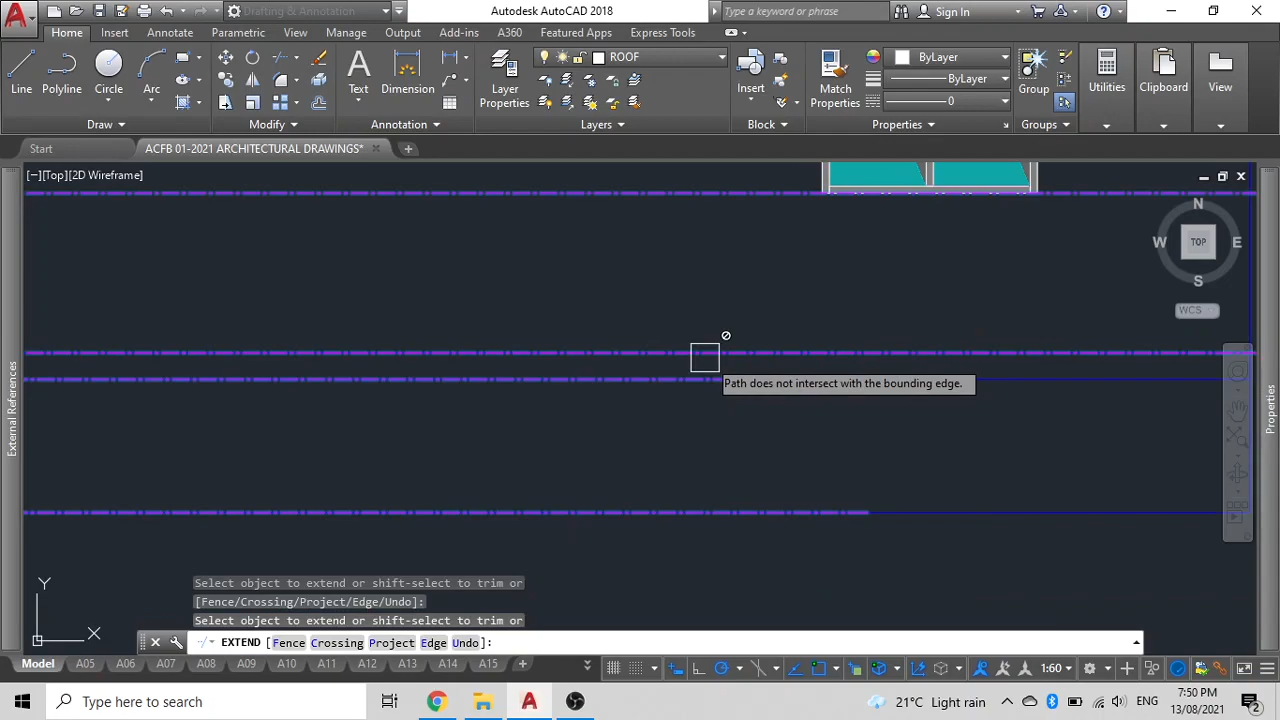 Drafting & Annotation
Autodesk AutoCAD 2018
Type a keyword or phrase
Sign In
Home Insert Annotate Parametric View Manage Output Add-ins A360 Featured Apps Express Tools
ROOF
ByLayer
ByLayer
0
Line Polyline Circle Arc
Text Dimension
Layer Properties
Insert
Match Properties
Group
Utilities
Clipboard
View
Draw Modify Annotation Layers Block Properties Groups
Start
ACFB 01-2021 ARCHITECTURAL DRAWINGS*
[−][Top][2D Wireframe]
N
W TOP E
S
WCS
External References
Properties
Path does not intersect with the bounding edge.
Y
X
Select object to extend or shift-select to trim or
[Fence/Crossing/Project/Edge/Undo]:
Select object to extend or shift-select to trim or
EXTEND [Fence Crossing Project Edge Undo]:
Model A05 A06 A07 A08 A09 A10 A11 A12 A13 A14 A15
1:60
Type here to search
21°C Light rain
ENG
7:50 PM
13/08/2021
2